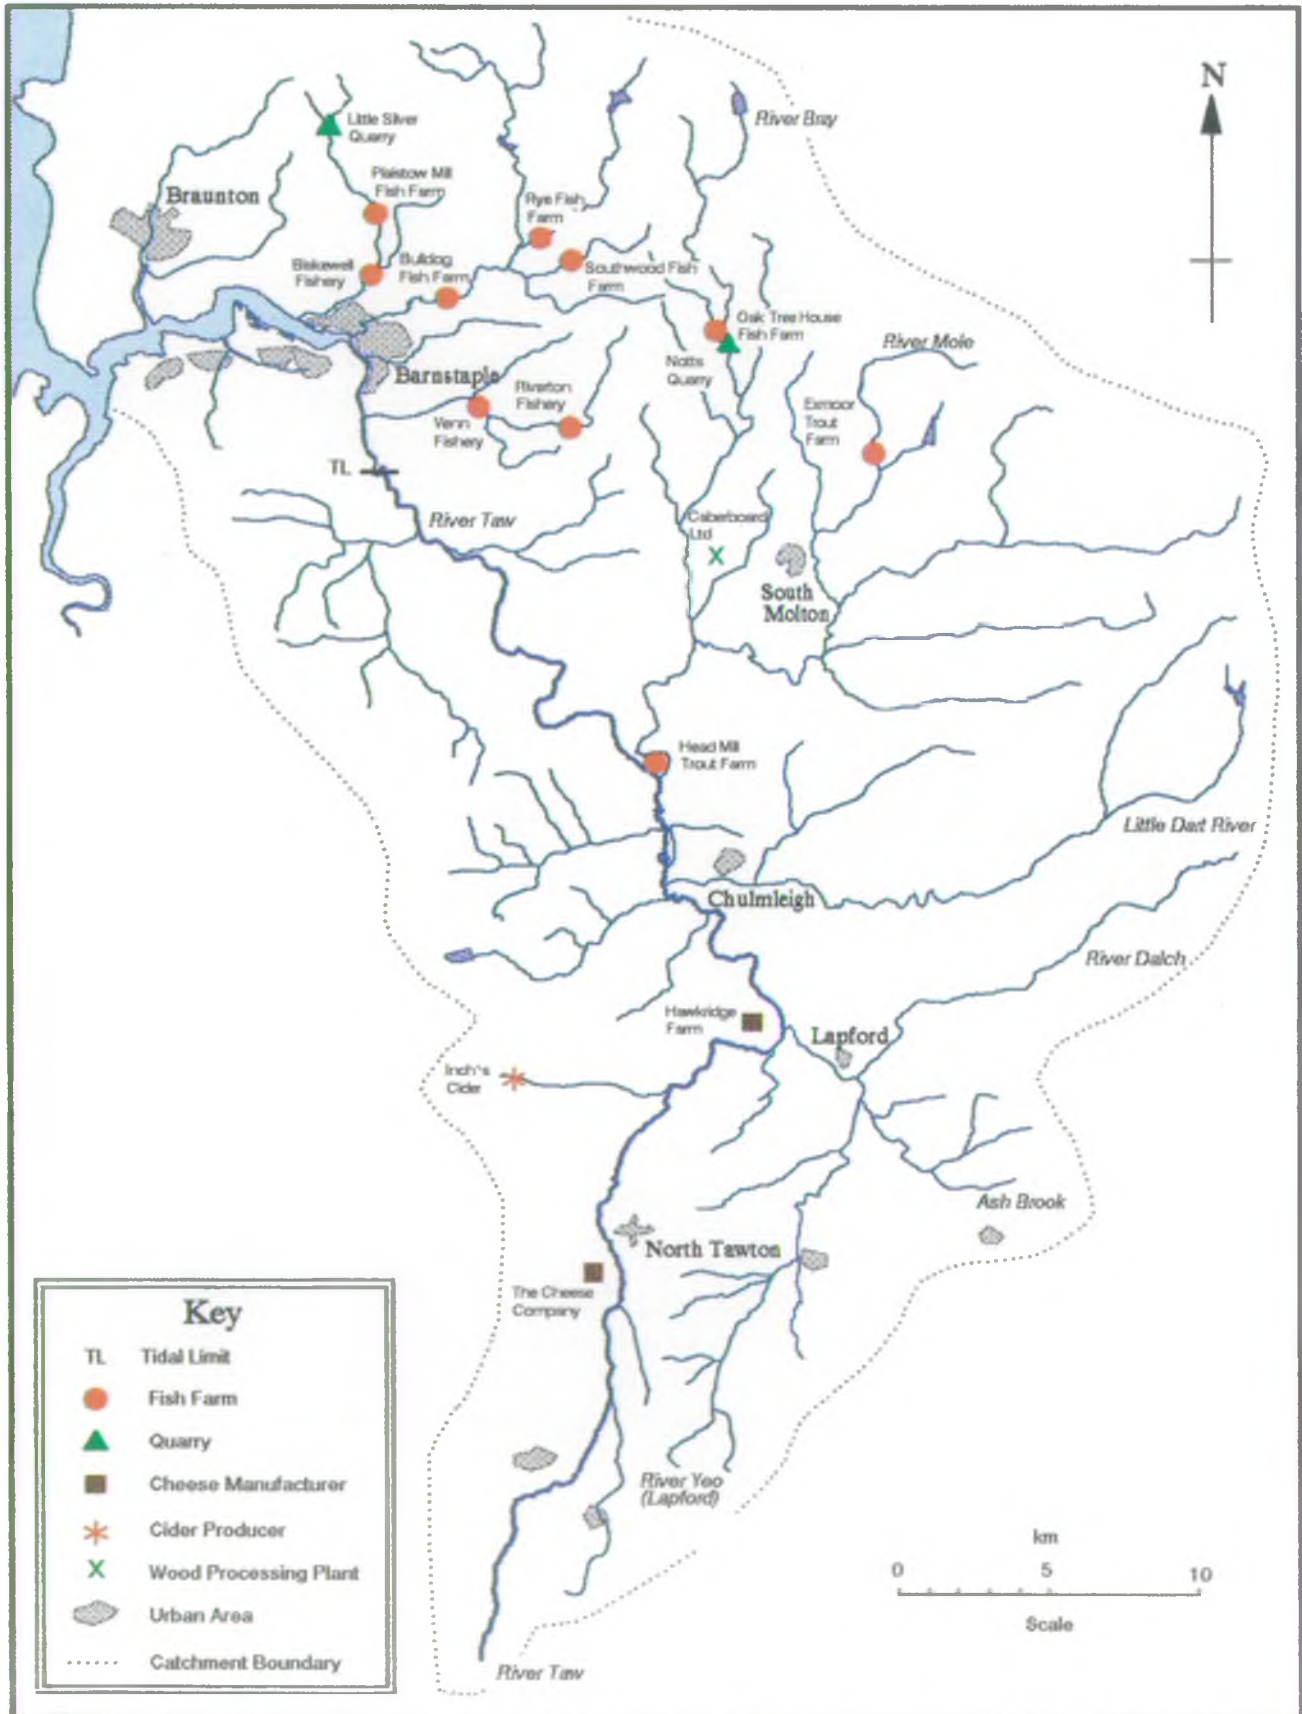 N
River Bray
Little Silver
Quarry
Plaistow Mill
Fish Farm
Braunton
Rye Fish
Farm
Blakewell
Fishery
Bulldog
Fish Farm
Southwood Fish
Farm
Oak Tree House
Fish Farm
River Mole
Notts
Quarry
Barnstaple
Riverton
Fishery
Exmoor
Trout
Farm
Venn
Fishery
TL
River Taw
Caberboard
Ltd
South
Molton
Head Mill
Trout Farm
Little Dart River
Chulmleigh
River Dalch
Hawkridge
Farm
Lapford
Inch's
Cider
Ash Brook
North Tawton
The Cheese
Company
River Yeo
(Lapford)
River Taw
Key
TL Tidal Limit
Fish Farm
Quarry
Cheese Manufacturer
Cider Producer
Wood Processing Plant
Urban Area
Catchment Boundary
km
0 5 10
Scale